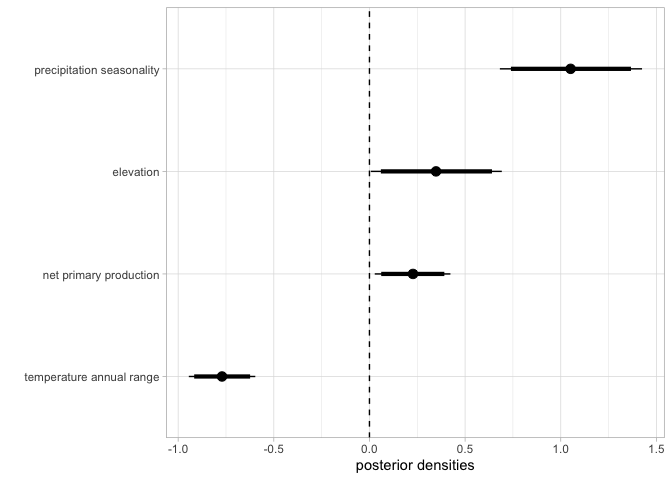 precipitation seasonality
elevation
net primary production
temperature annual range
-1.0 -0.5 0.0 0.5 1.0 1.5
posterior densities